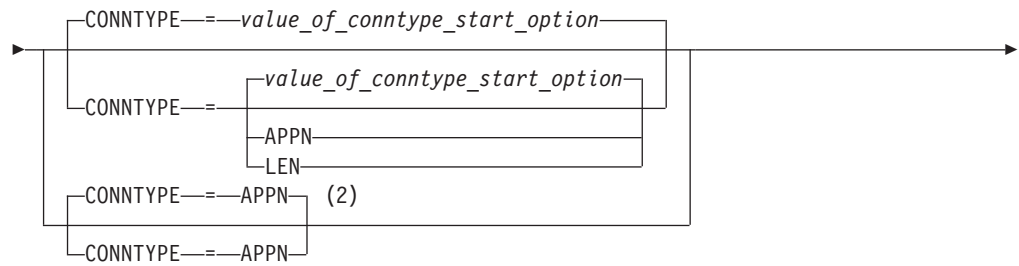 CONNTYPE = value_of_conntype_start_option
value_of_conntype_start_option
CONNTYPE =
APPN
LEN
CONNTYPE = APPN (2)
CONNTYPE = APPN